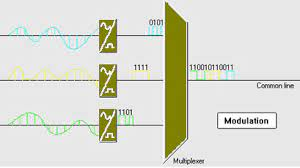 0101
1111
110010110011
Common line
1101
Modulation
Multiplexer